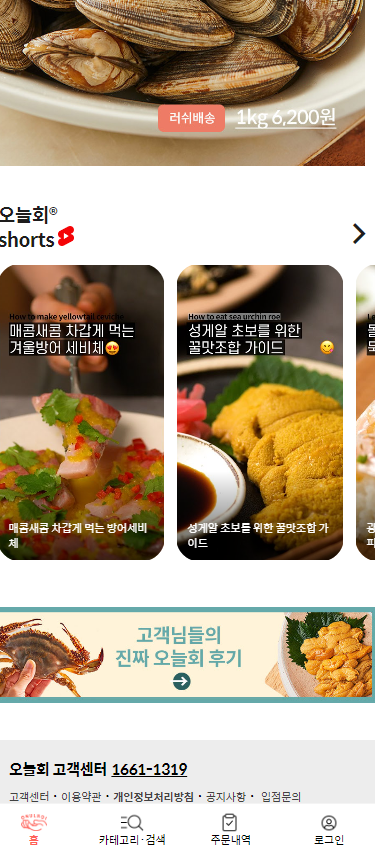 러쉬배송 1kg 6,200원
오늘회®
shorts
How to make yellowtail ceviche
매콤새콤 차갑게 먹는
겨울방어 세비체😍
매콤새콤 차갑게 먹는 방어세비
체
How to eat sea urchin roe
성게알 초보를 위한
꿀맛조합 가이드 😋
성게알 초보를 위한 꿀맛조합 가
이드
고객님들의
진짜 오늘회 후기
오늘회 고객센터 1661-1319
고객센터 · 이용약관 · 개인정보처리방침 · 공지사항 · 입점문의
홈 카테고리·검색 주문내역 로그인